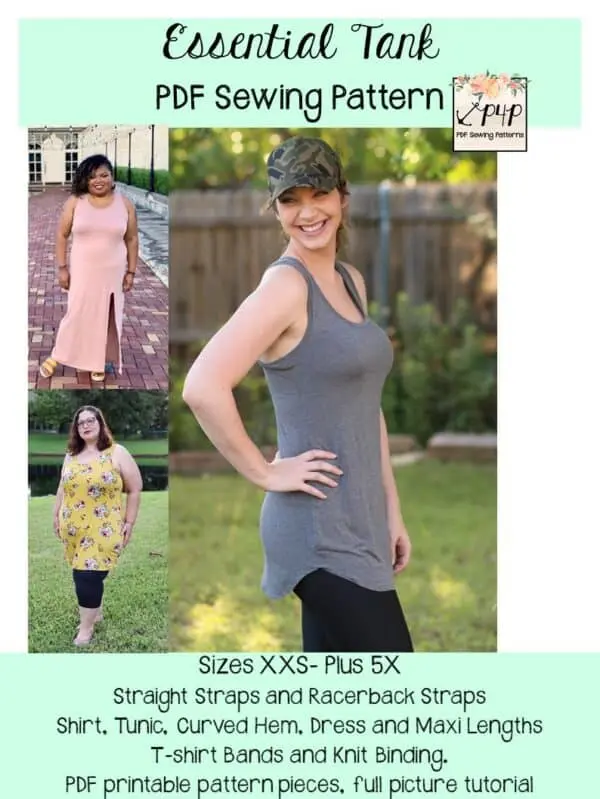 Essential Tank
PDF Sewing Pattern
P4P
PDF Sewing Patterns
Sizes XXS- Plus 5X
Straight Straps and Racerback Straps
Shirt, Tunic, Curved Hem, Dress and Maxi Lengths
T-shirt Bands and Knit Binding.
PDF printable pattern pieces, full picture tutorial